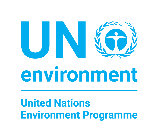 UN
environment
United Nations
Environment Programme